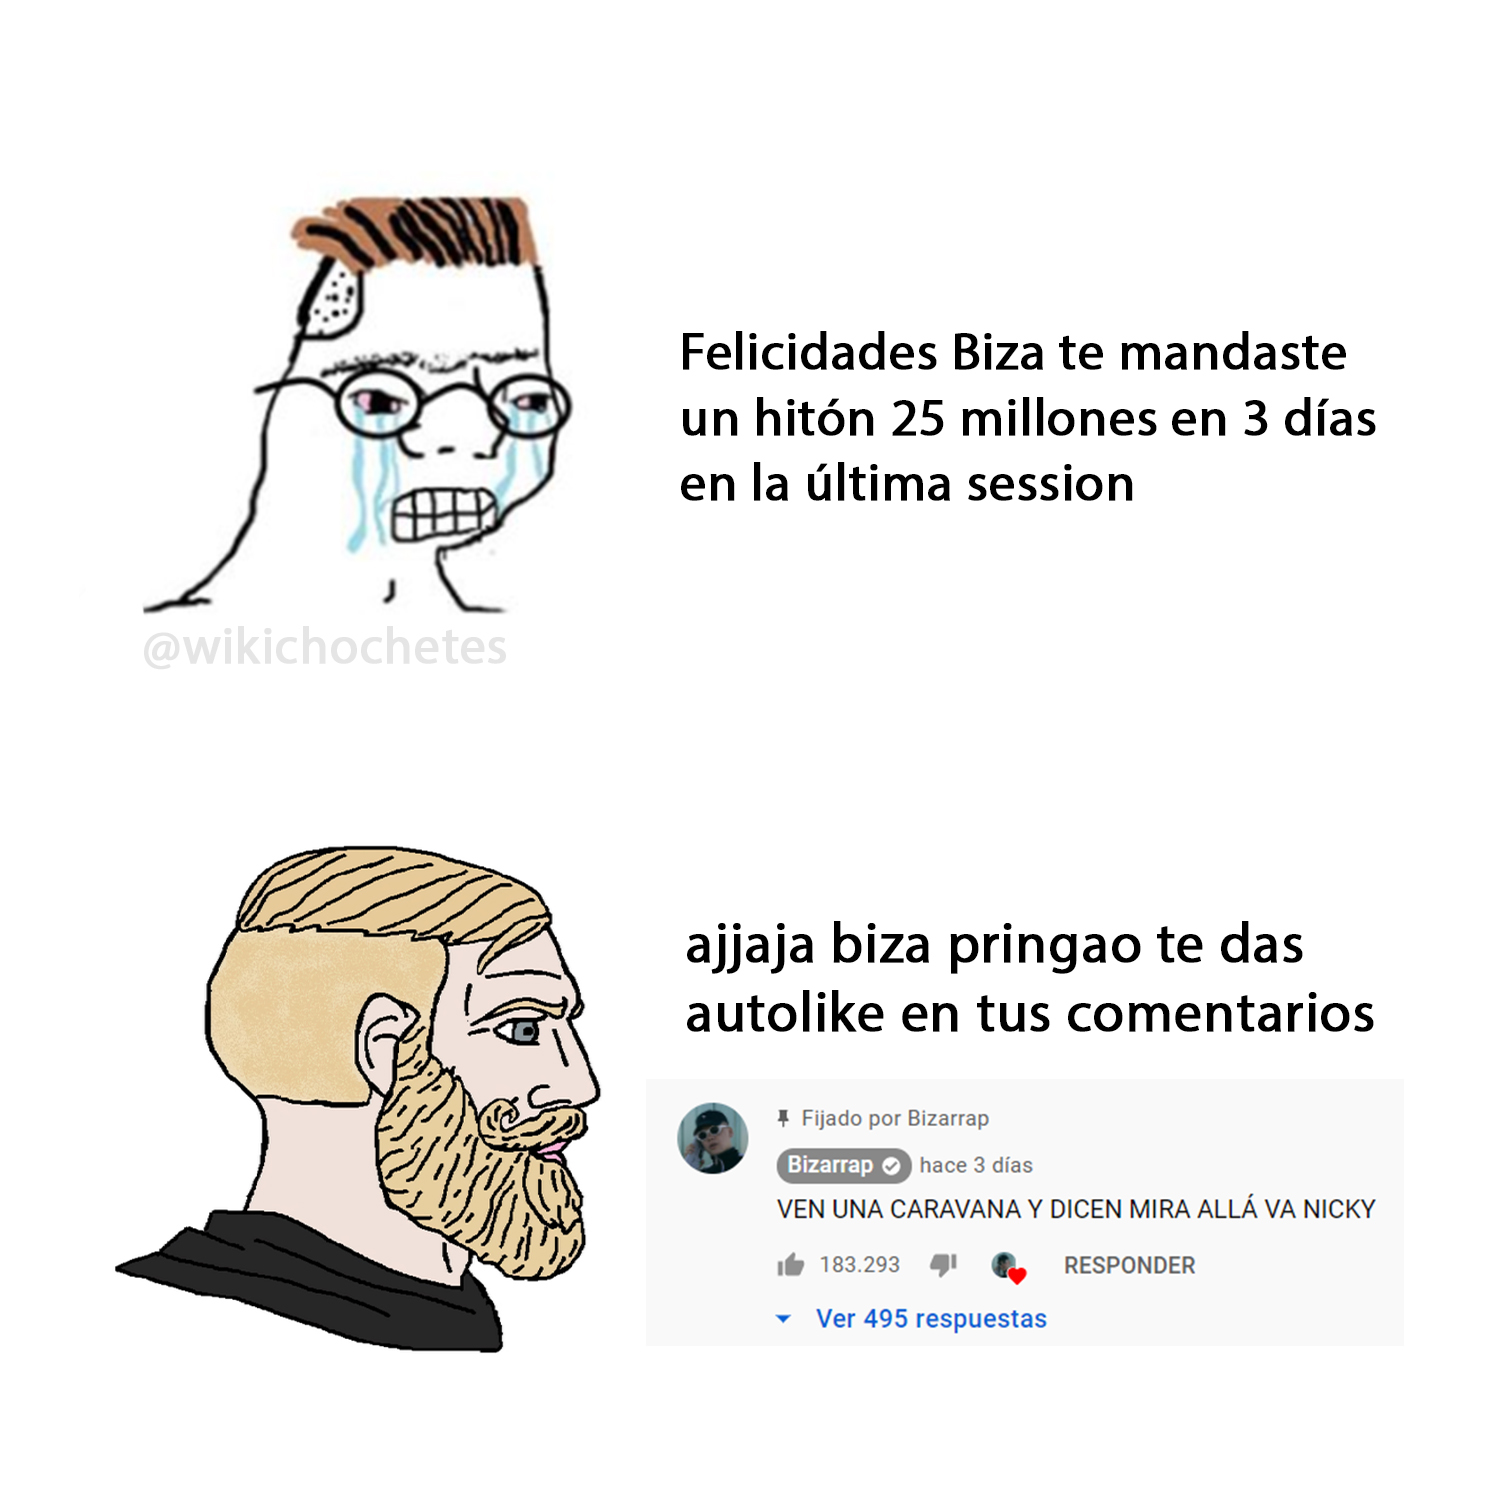 Felicidades Biza te mandaste
un hitón 25 millones en 3 días
en la última session
@wikichochetes
ajjaja biza pringao te das
autolike en tus comentarios
Fijado por Bizarrap
Bizarrap hace 3 días
VEN UNA CARAVANA Y DICEN MIRA ALLÁ VA NICKY
183.293 RESPONDER
Ver 495 respuestas